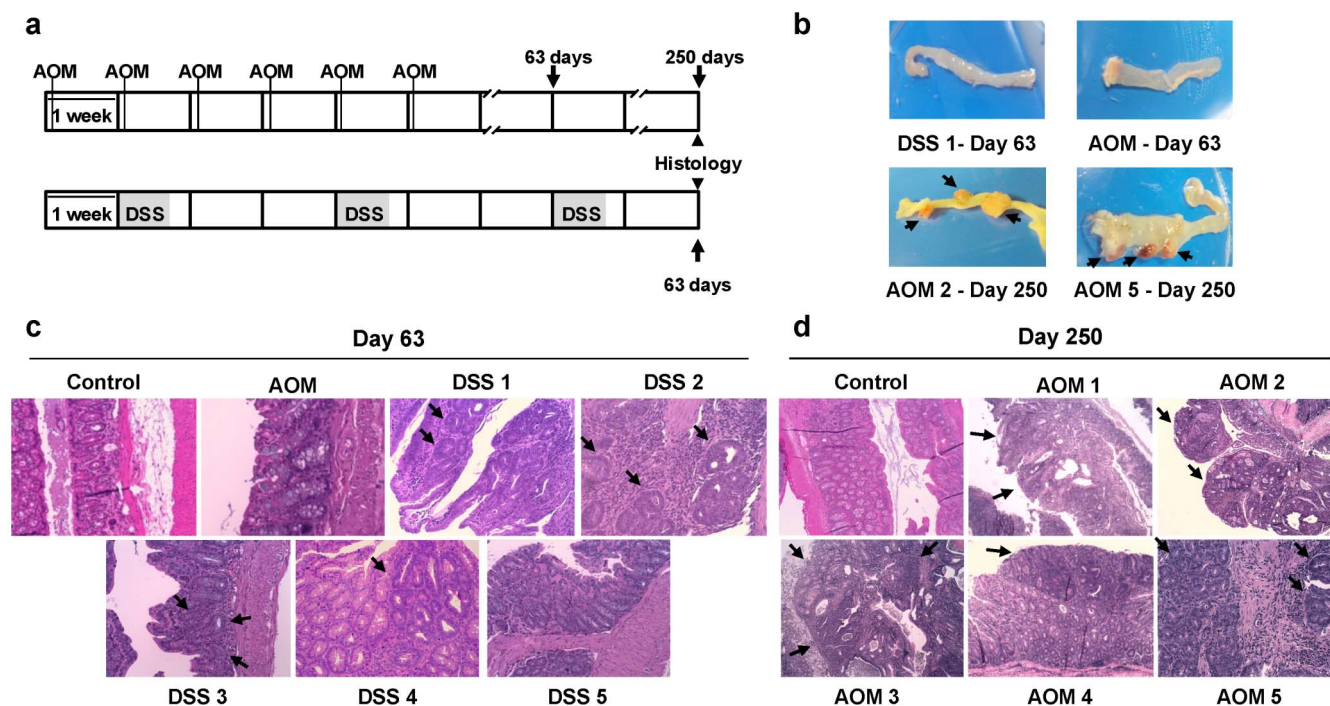 a
AOM AOM AOM AOM AOM AOM
63 days
250 days
1 week
Histology
1 week
DSS
DSS
DSS
63 days
b
DSS 1- Day 63
AOM - Day 63
AOM 2 - Day 250
AOM 5 - Day 250
c
Day 63
Control
AOM
DSS 1
DSS 2
DSS 3
DSS 4
DSS 5
d
Day 250
Control
AOM 1
AOM 2
AOM 3
AOM 4
AOM 5